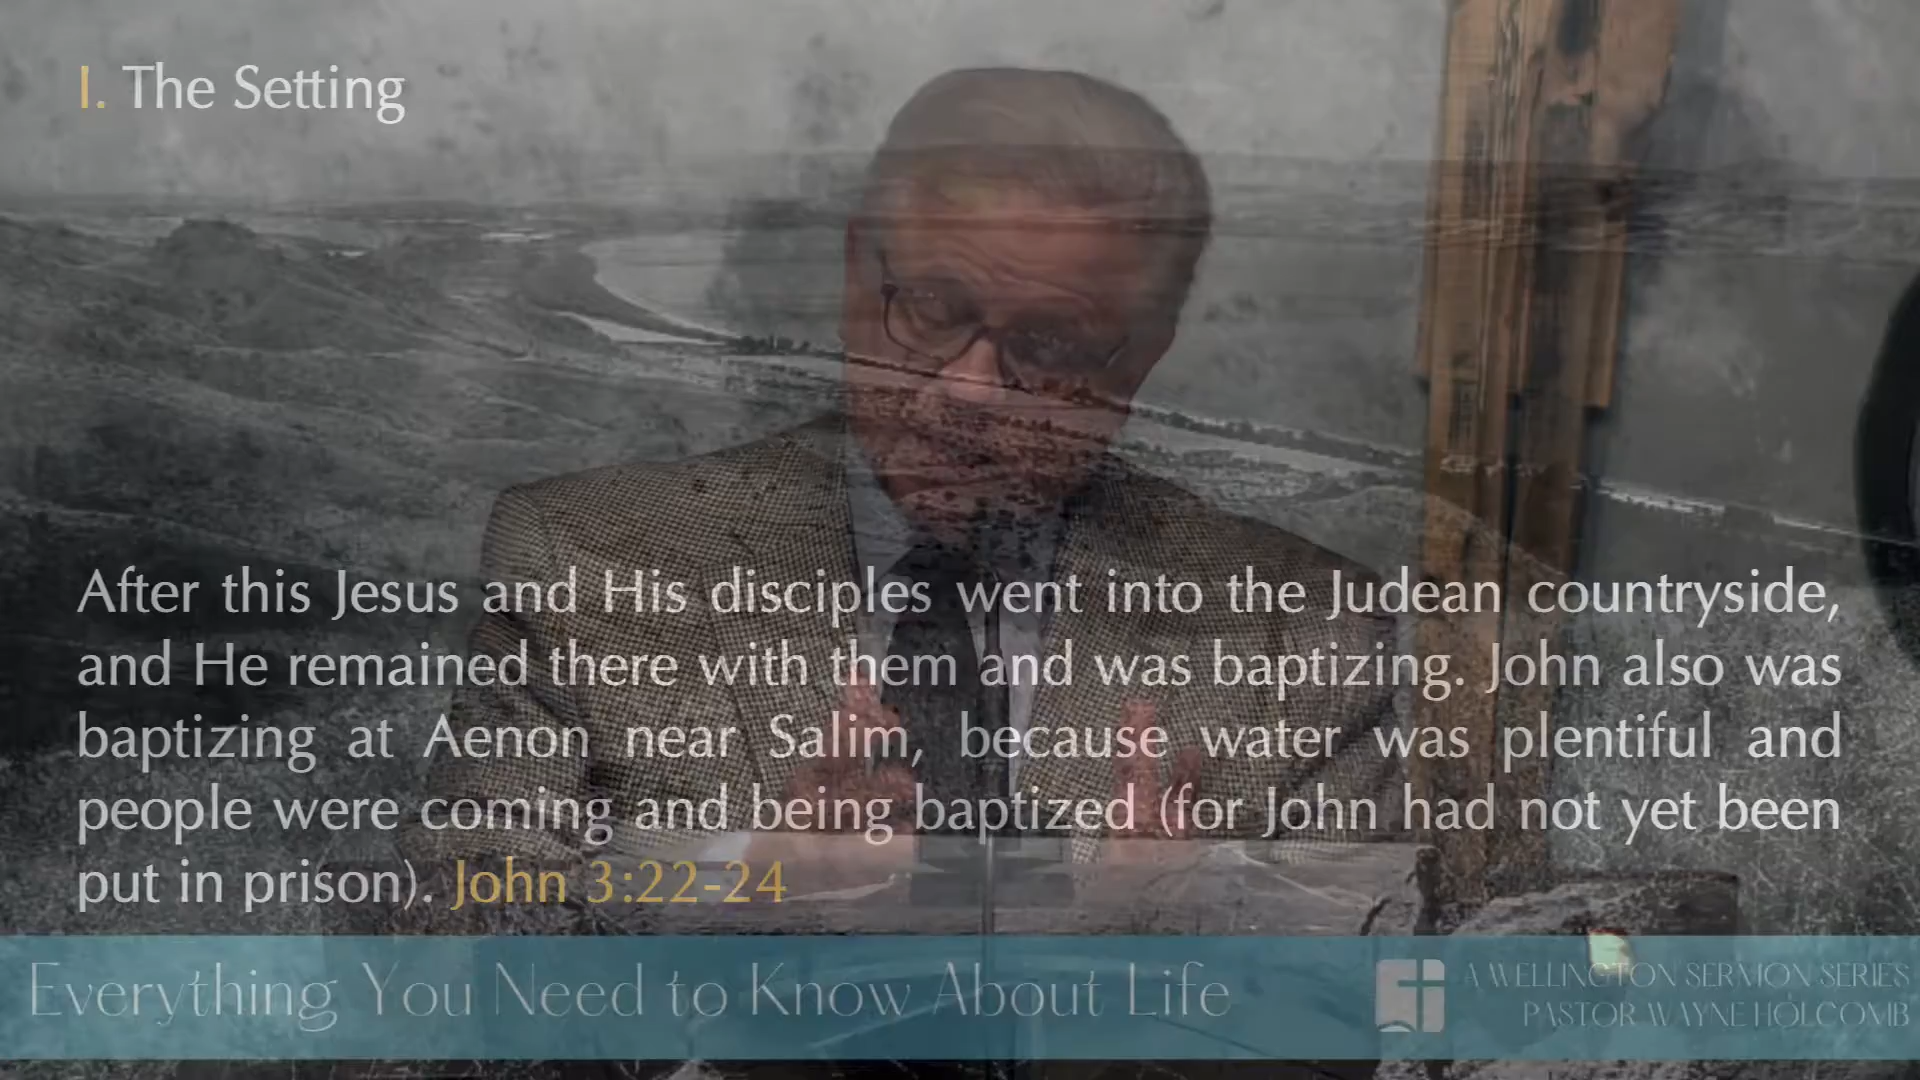 I. The Setting
After this Jesus and His disciples went into the Judean countryside,
and He remained there with them and was baptizing. John also was
baptizing at Aenon near Salim, because water was plentiful and
people were coming and being baptized (for John had not yet been
put in prison). John 3:22-24
Everything You Need to Know About Life
A WELLINGTON SERMON SERIES
PASTOR WAYNE HOLCOMB